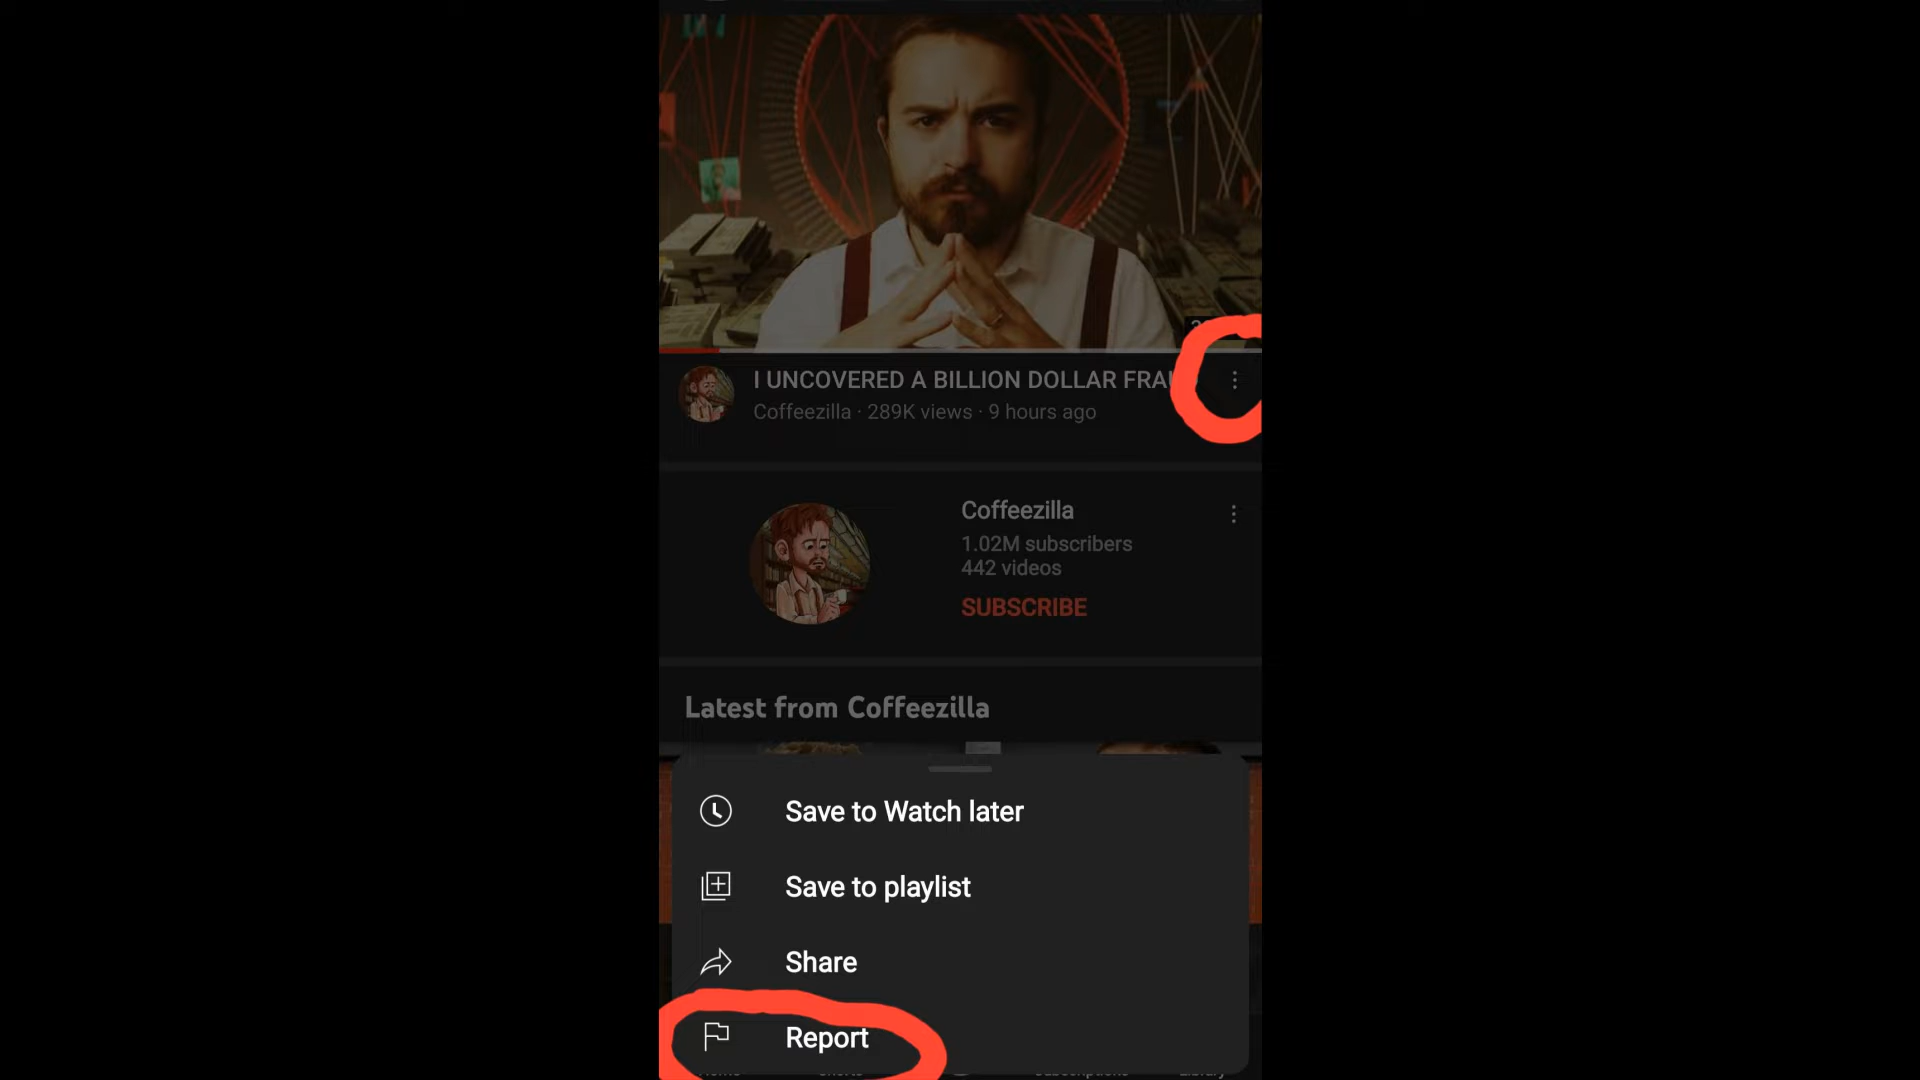 I UNCOVERED A BILLION DOLLAR
Coffeezilla · 289K views · 9 hours ago
Coffeezilla
1.02M subscribers
442 videos
SUBSCRIBE
Latest from Coffeezilla
Save to Watch later
Save to playlist
Share
Report